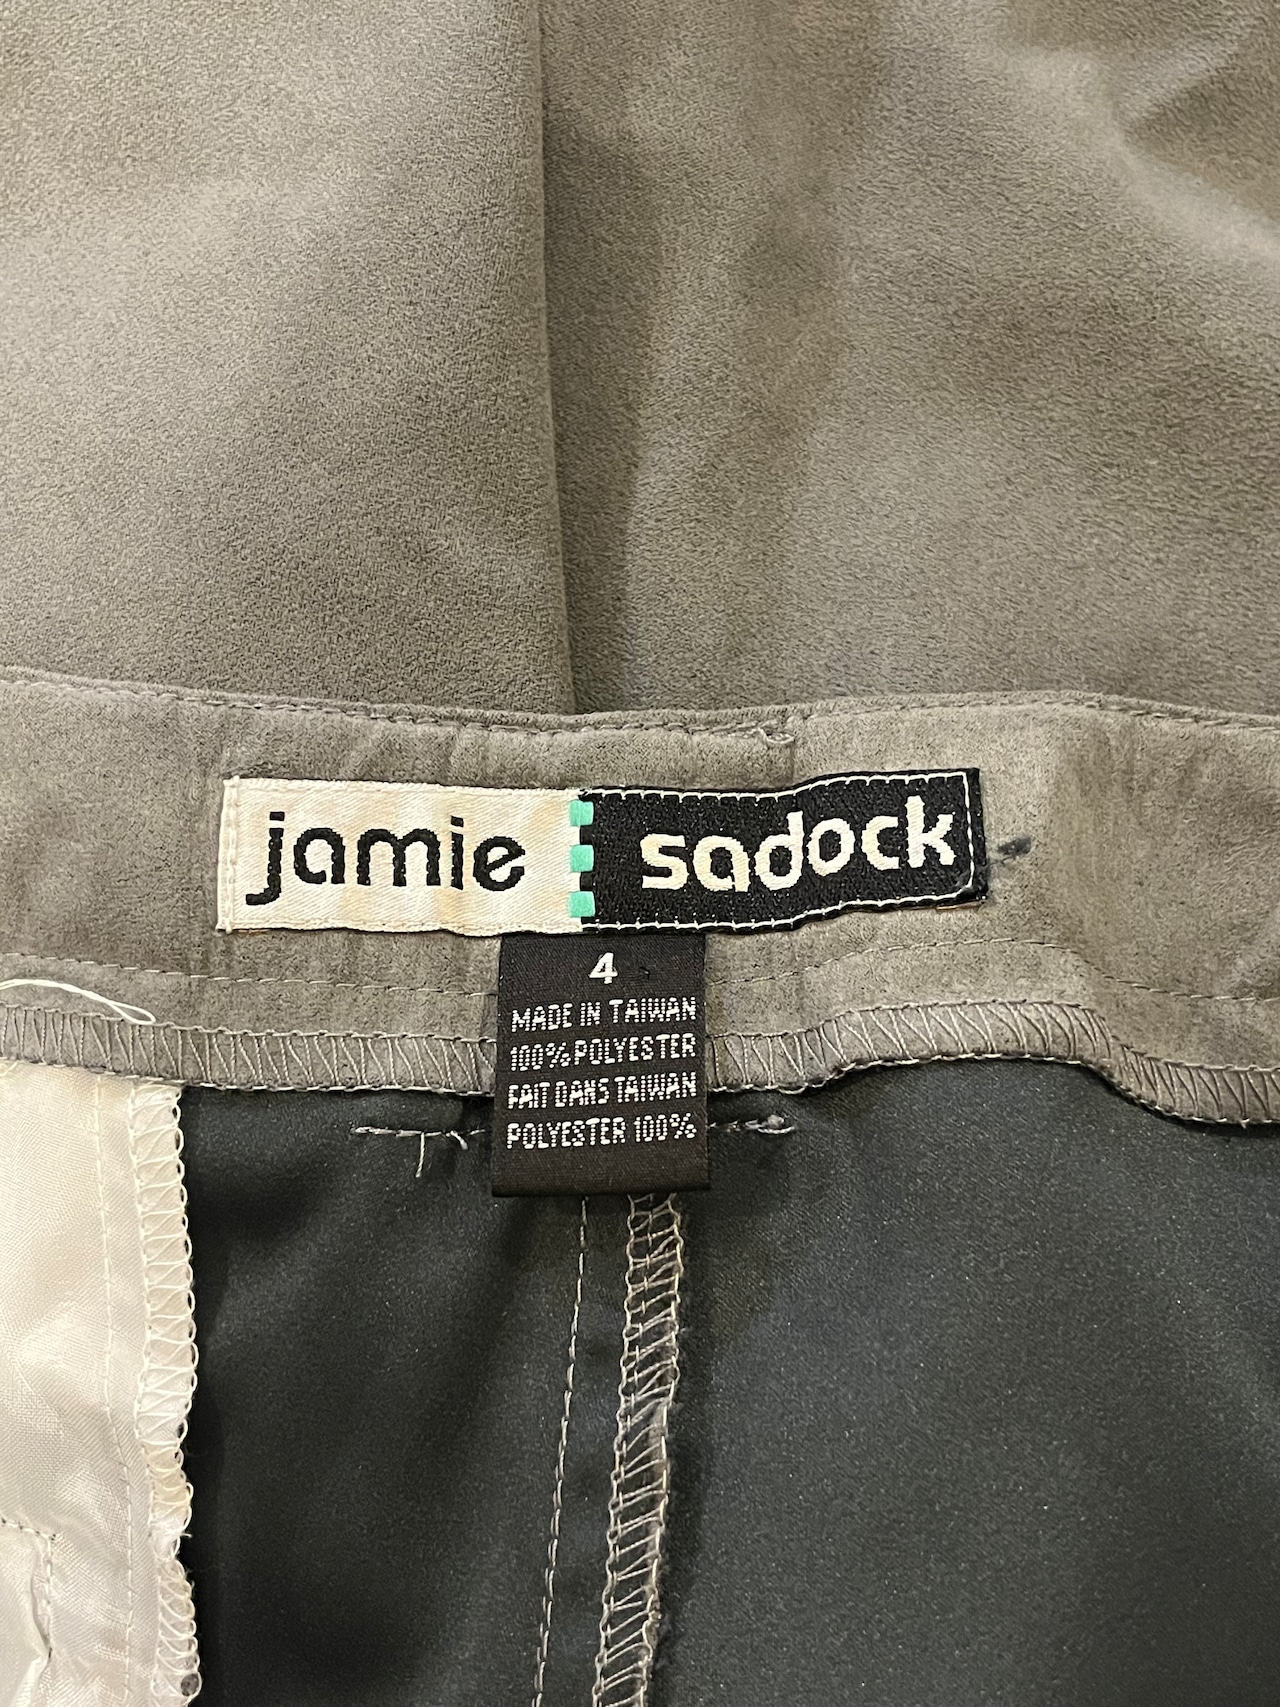 jamie sadock
4
MADE IN TAIWAN
100% POLYESTER
FAIT DANS TAIWAN
POLYESTER 100%